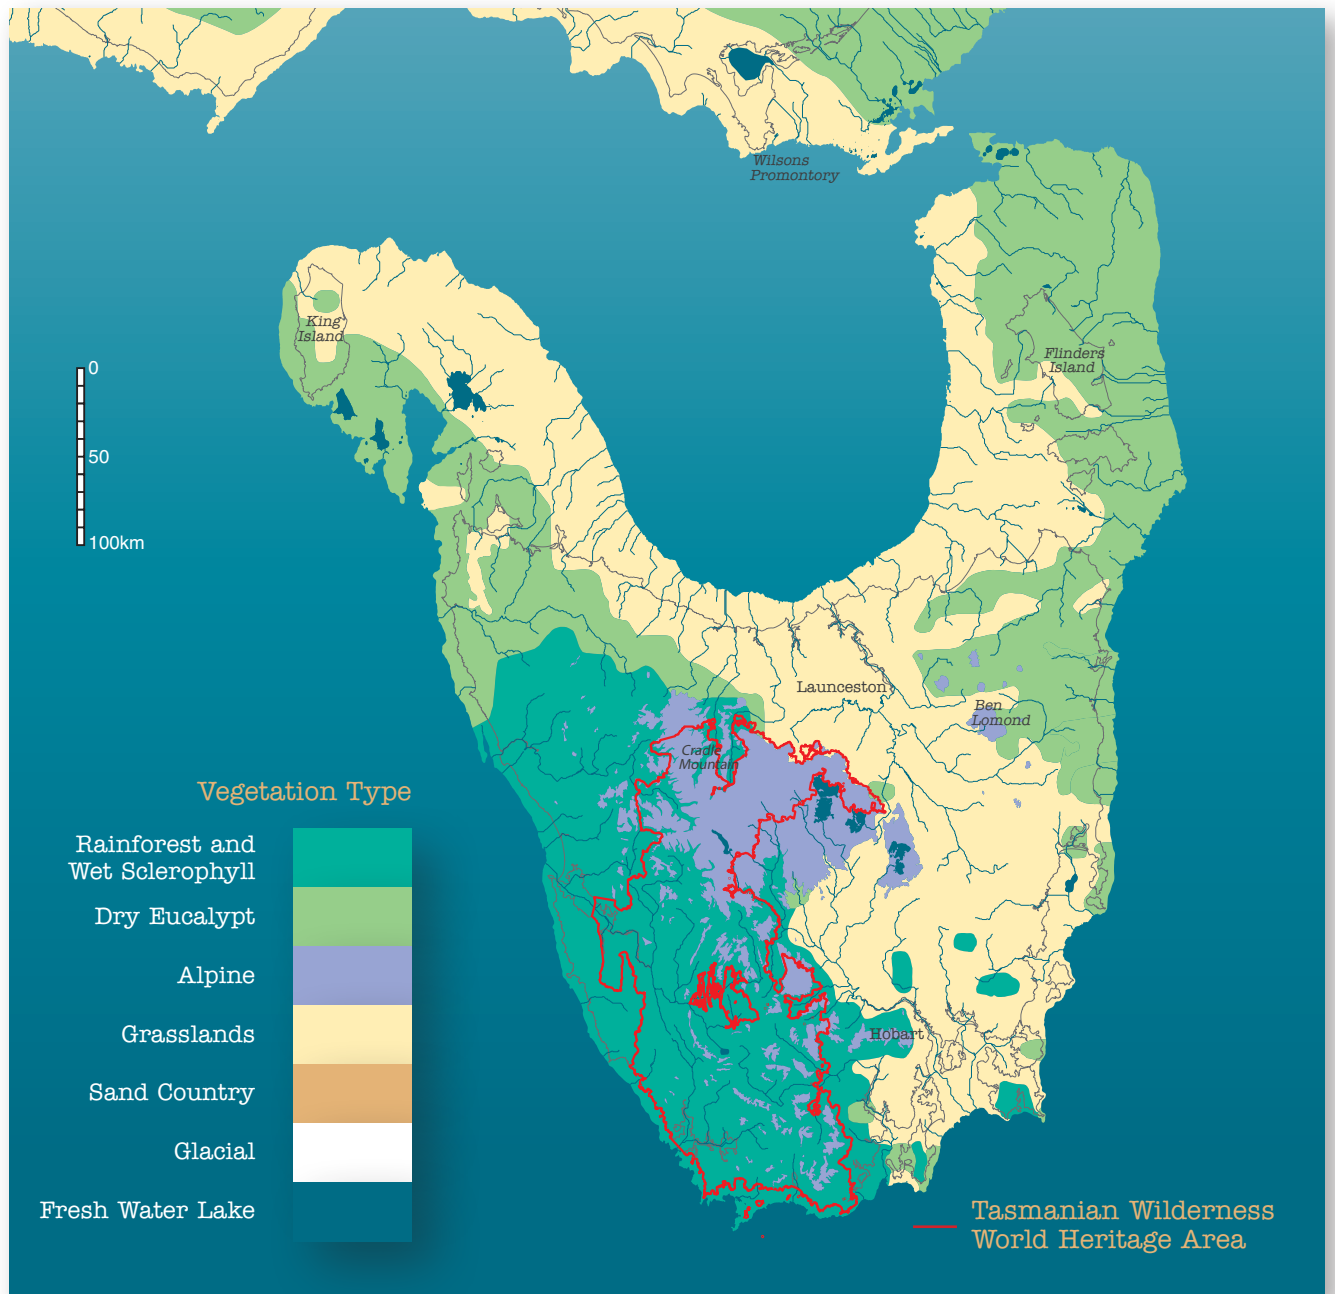 Wilsons
Promontory
King
Island
Flinders
Island
0
50
100km
Launceston
Ben
Lomond
Cradle
Mountain
Hobart
Vegetation Type
Rainforest and
Wet Sclerophyll
Dry Eucalypt
Alpine
Grasslands
Sand Country
Glacial
Fresh Water Lake
Tasmanian Wilderness
World Heritage Area